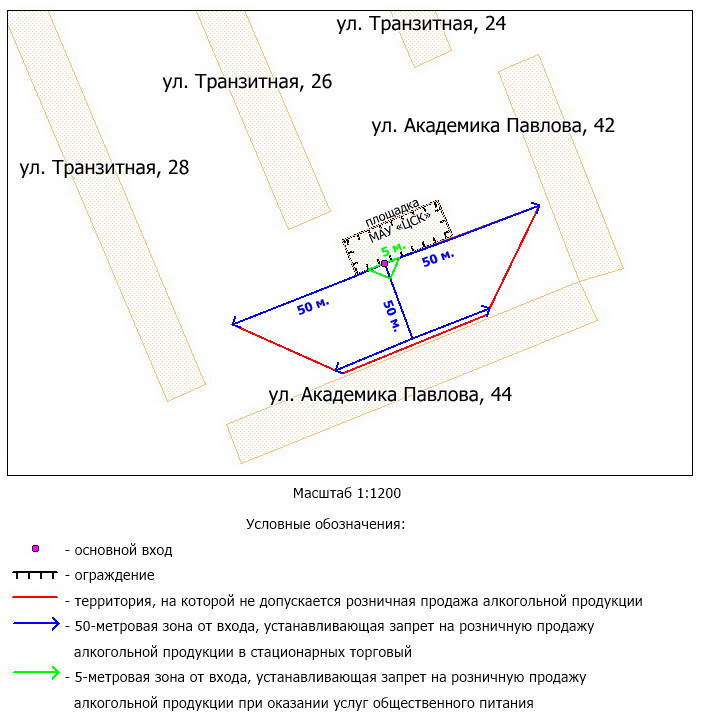 ул. Транзитная, 24
ул. Транзитная, 26
ул. Академика Павлова, 42
ул. Транзитная, 28
площадка
МАУ «ЦСК»
5 м.
50 м.
50 м.
50 м.
ул. Академика Павлова, 44
Масштаб 1:1200
Условные обозначения:
- основной вход
- ограждение
- территория, на которой не допускается розничная продажа алкогольной продукции
- 50-метровая зона от входа, устанавливающая запрет на розничную продажу
алкогольной продукции в стационарных торговый
- 5-метровая зона от входа, устанавливающая запрет на розничную продажу
алкогольной продукции при оказании услуг общественного питания